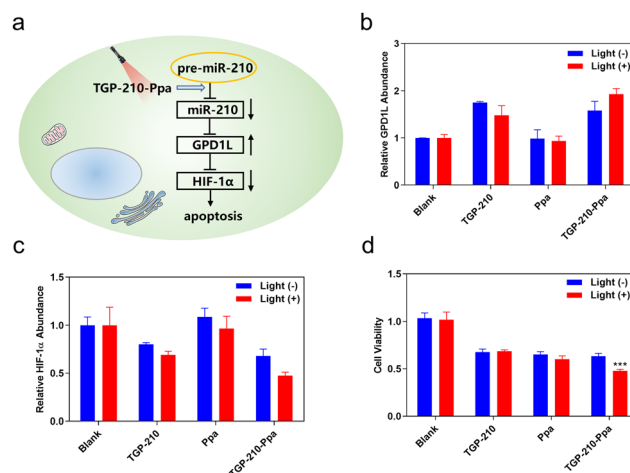 a
TGP-210-Ppa
pre-miR-210
miR-210
GPD1L
HIF-1α
apoptosis
b
Relative GPD1L Abundance
3
2
1
0
Light (-)
Light (+)
Blank
TGP-210
Ppa
TGP-210-Ppa
c
Relative HIF-1α Abundance
1.5
1.0
0.5
0.0
Light (-)
Light (+)
Blank
TGP-210
Ppa
TGP-210-Ppa
d
Cell Viability
1.5
1.0
0.5
0.0
Light (-)
Light (+)
***
Blank
TGP-210
Ppa
TGP-210-Ppa